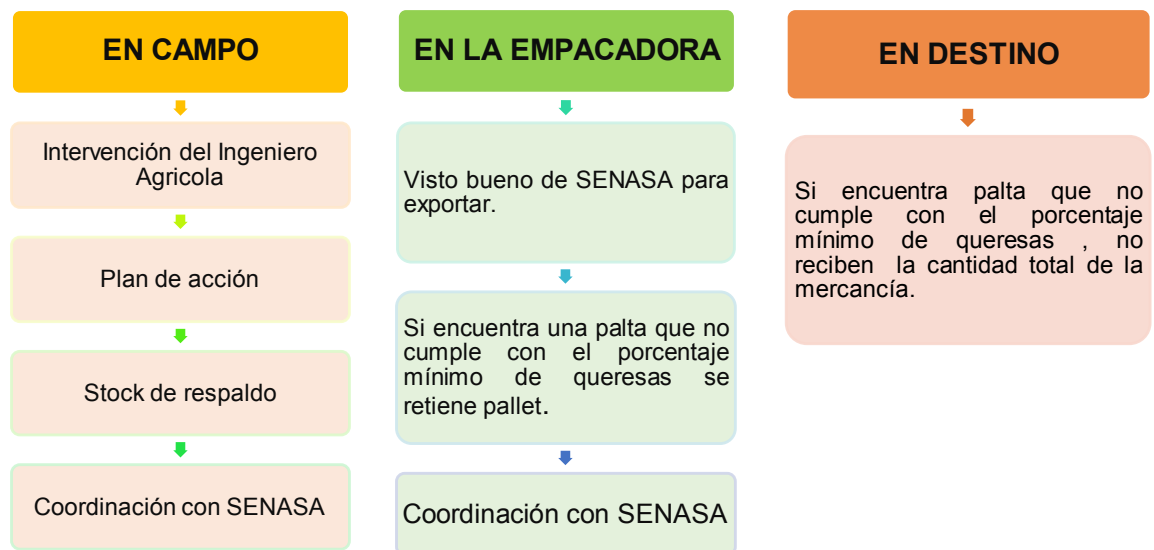 EN CAMPO
Intervención del Ingeniero
Agricola
Plan de acción
Stock de respaldo
Coordinación con SENASA
EN LA EMPACADORA
Visto bueno de SENASA para
exportar.
Si encuentra una palta que no
cumple con el porcentaje
mínimo de queresas se
retiene pallet.
Coordinación con SENASA
EN DESTINO
Si encuentra palta que no
cumple con el porcentaje
mínimo de queresas , no
reciben la cantidad total de la
mercancía.